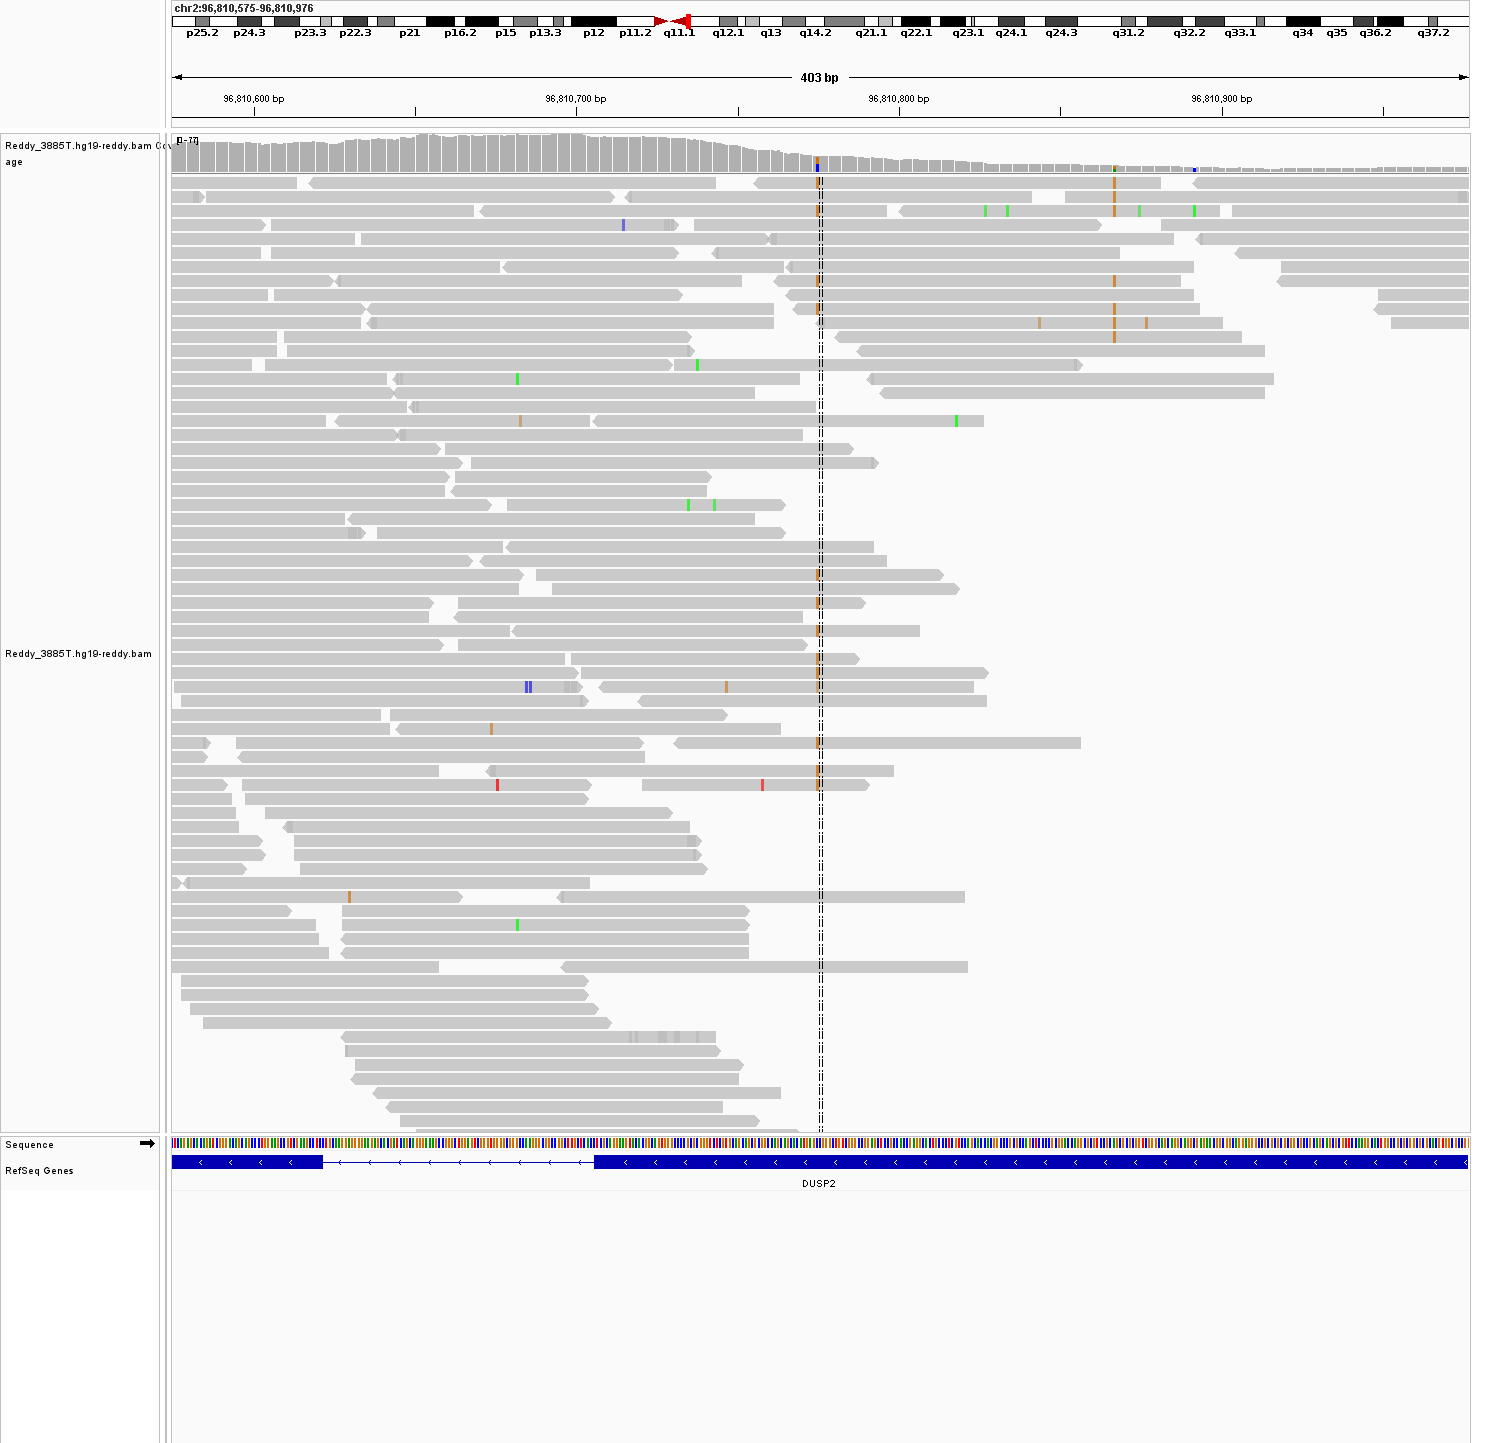 chr2:96,810,575-96,810,976
p25.2 p24.3 p23.3 p22.3 p21 p16.2 p15 p13.3 p12 p11.2 q11.1 q12.1 q13 q14.2 q21.1 q22.1 q23.1 q24.1 q24.3 q31.2 q32.2 q33.1 q34 q35 q36.2 q37.2
403 bp
96,810,600 bp 96,810,700 bp 96,810,800 bp 96,810,900 bp
Reddy_3885T.hg19-reddy.bam Cov
age
[0 - 77]
Reddy_3885T.hg19-reddy.bam
Sequence
RefSeq Genes
DUSP2